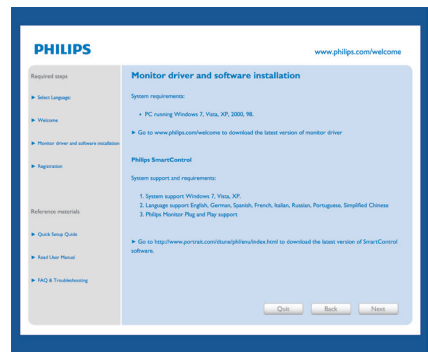 PHILIPS
www.philips.com/welcome
Required steps
► Select Language:
► Welcome
► Monitor driver and software installation
► Registration
Reference materials:
► Quick Setup Quide
► Read User Manual
► FAQ & Troubleshooting
Monitor driver and software installation
System requirements:
• PC running Windows 7, Vista, XP, 2000, 98.
► Go to www.philips.com/welcome to download the latest version of monitor driver
Philips SmartControl
System support and requirements:
1. System support Windows 7, Vista, XP.
2. Language support English, German, Spanish, French, Italian, Russian, Portuguese, Simplified Chinese
3. Philips Monitor Plug and Play support
► Go to http://www.portrait.com/dtune/phl/enu/index.html to download the latest version of SmartControl
software.
Quit
Back
Next